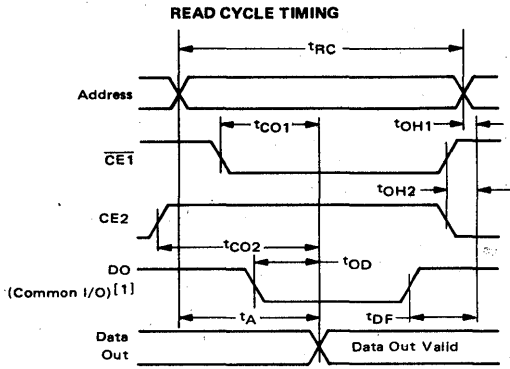 READ CYCLE TIMING
tRC
Address
tCO1
tOH1
CE1
tOH2
CE2
tCO2
DO
tOD
(Common I/O)[1]
tA
tDF
Data
Out
Data Out Valid